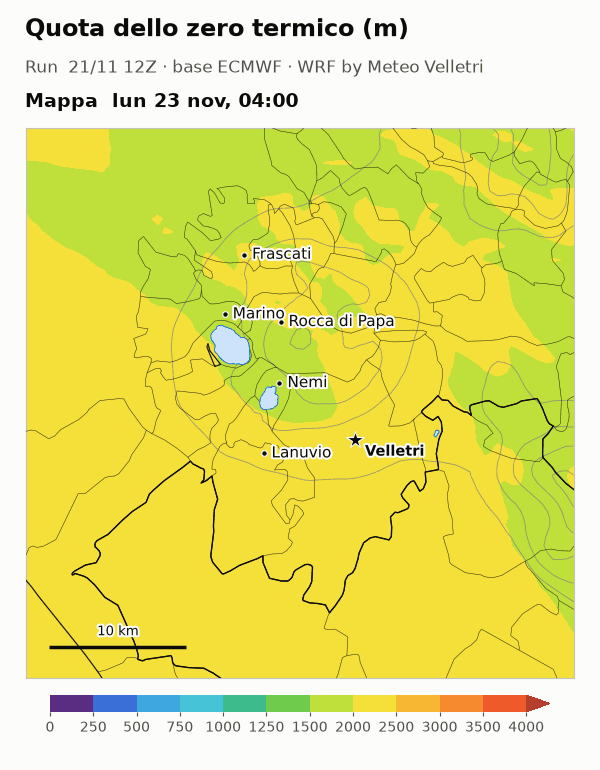 Quota dello zero termico (m)
Run  21/11 12Z · base ECMWF · WRF by Meteo Velletri
Mappa  lun 23 nov, 04:00
Frascati
Marino
Rocca di Papa
Nemi
Lanuvio
Velletri
10 km
0 250 500 750 1000 1250 1500 2000 2500 3000 3500 4000